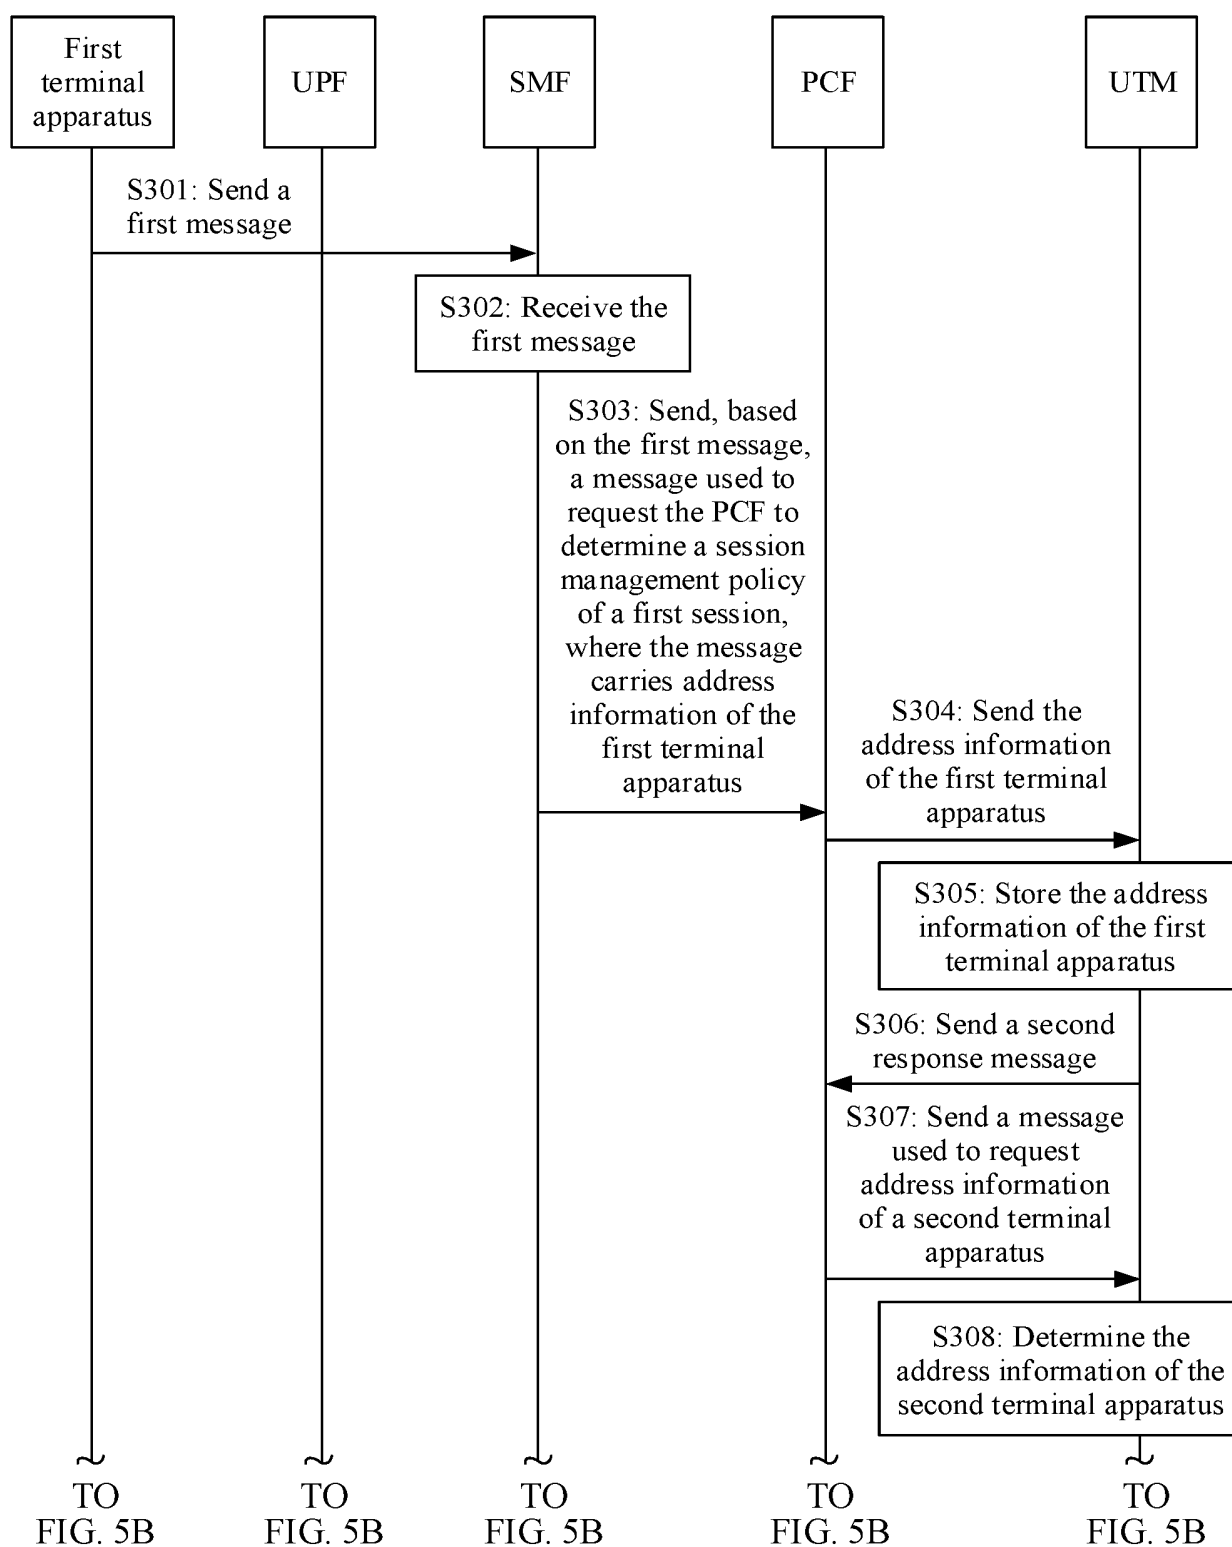 First
terminal
apparatus
UPF
SMF
PCF
UTM
S301: Send a
first message
S302: Receive the
first message
S303: Send, based
on the first message,
a message used to
request the PCF to
determine a session
management policy
of a first session,
where the message
carries address
information of the
first terminal
apparatus
S304: Send the
address information
of the first terminal
apparatus
S305: Store the address
information of the first
terminal apparatus
S306: Send a second
response message
S307: Send a message
used to request
address information
of a second terminal
apparatus
S308: Determine the
address information of the
second terminal apparatus
TO
FIG. 5B
TO
FIG. 5B
TO
FIG. 5B
TO
FIG. 5B
TO
FIG. 5B